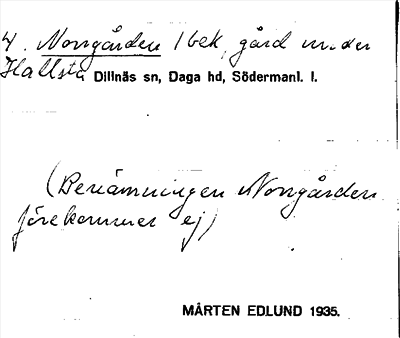 4. Norrgården 1 bek, gård under
Hallsta Dillnäs sn, Daga hd, Södermanl. l.
(Benämningen Norrgården
förekommer ej)
MÅRTEN EDLUND 1935.